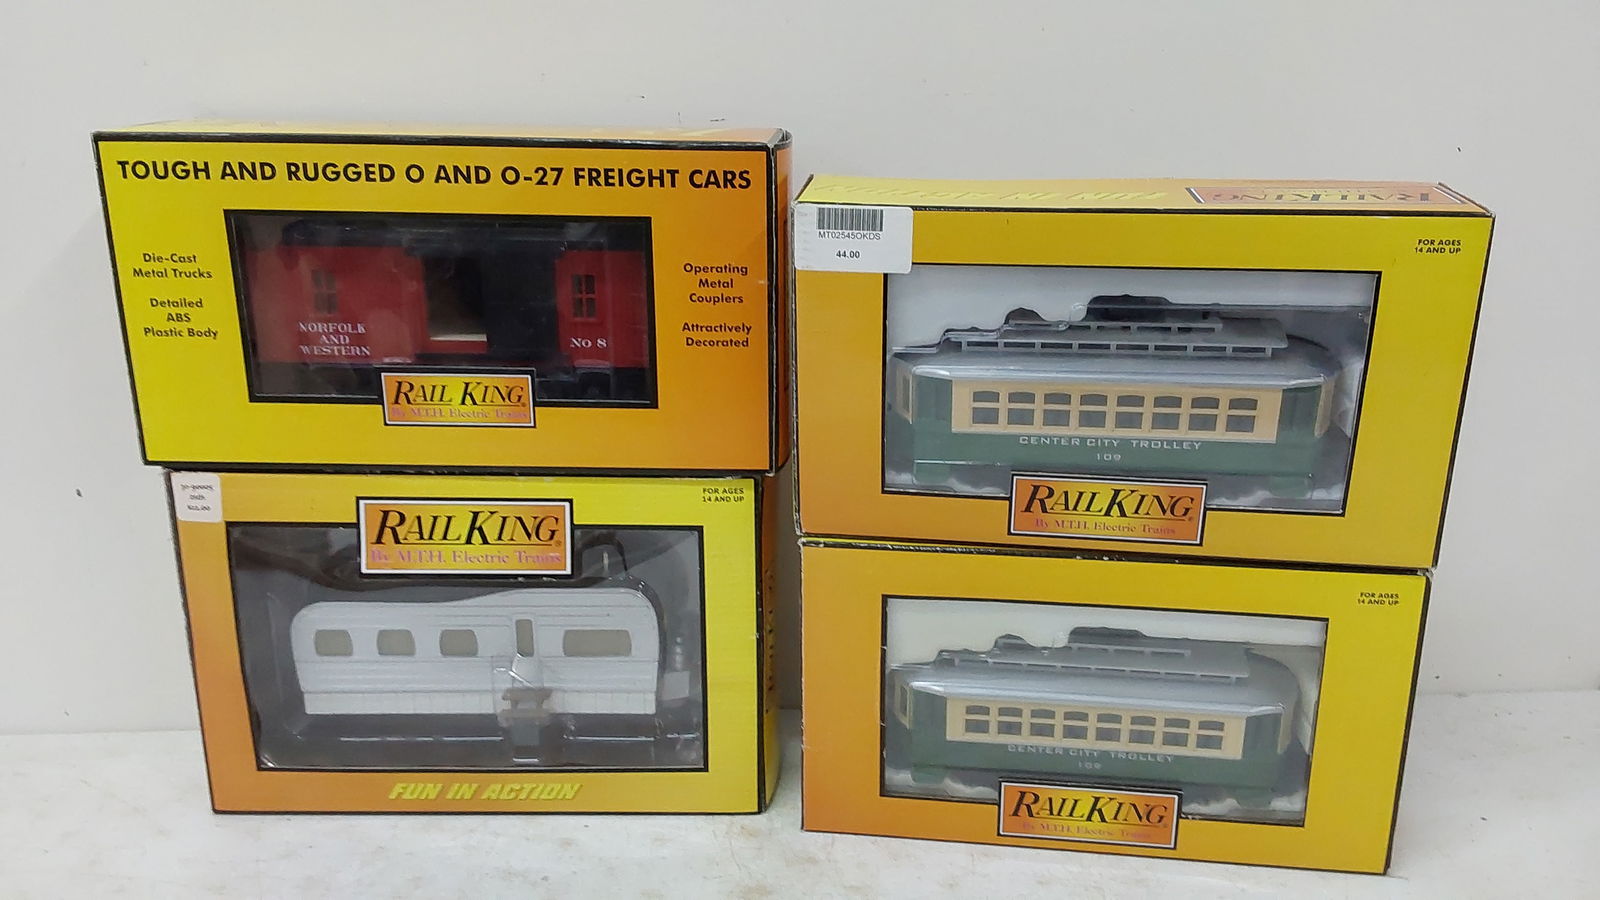 TOUGH AND RUGGED O AND O-27 FREIGHT CARS
Die-Cast
Metal Trucks
Detailed
ABS
Plastic Body
NORFOLK
AND
WESTERN
No 8
Operating
Metal
Couplers
Attractively
Decorated
RAIL KING
By M.T.H. Electric Trains
FOR AGES
14 AND UP
RAILKING
By M.T.H. Electric Trains
FUN IN ACTION
RAILKING
MT02545OKDS
44.00
FOR AGES
14 AND UP
CENTER CITY TROLLEY
109
RAILKING
By M.T.H. Electric Trains
FOR AGES
14 AND UP
CENTER CITY TROLLEY
109
RAILKING
By M.T.H. Electric Trains